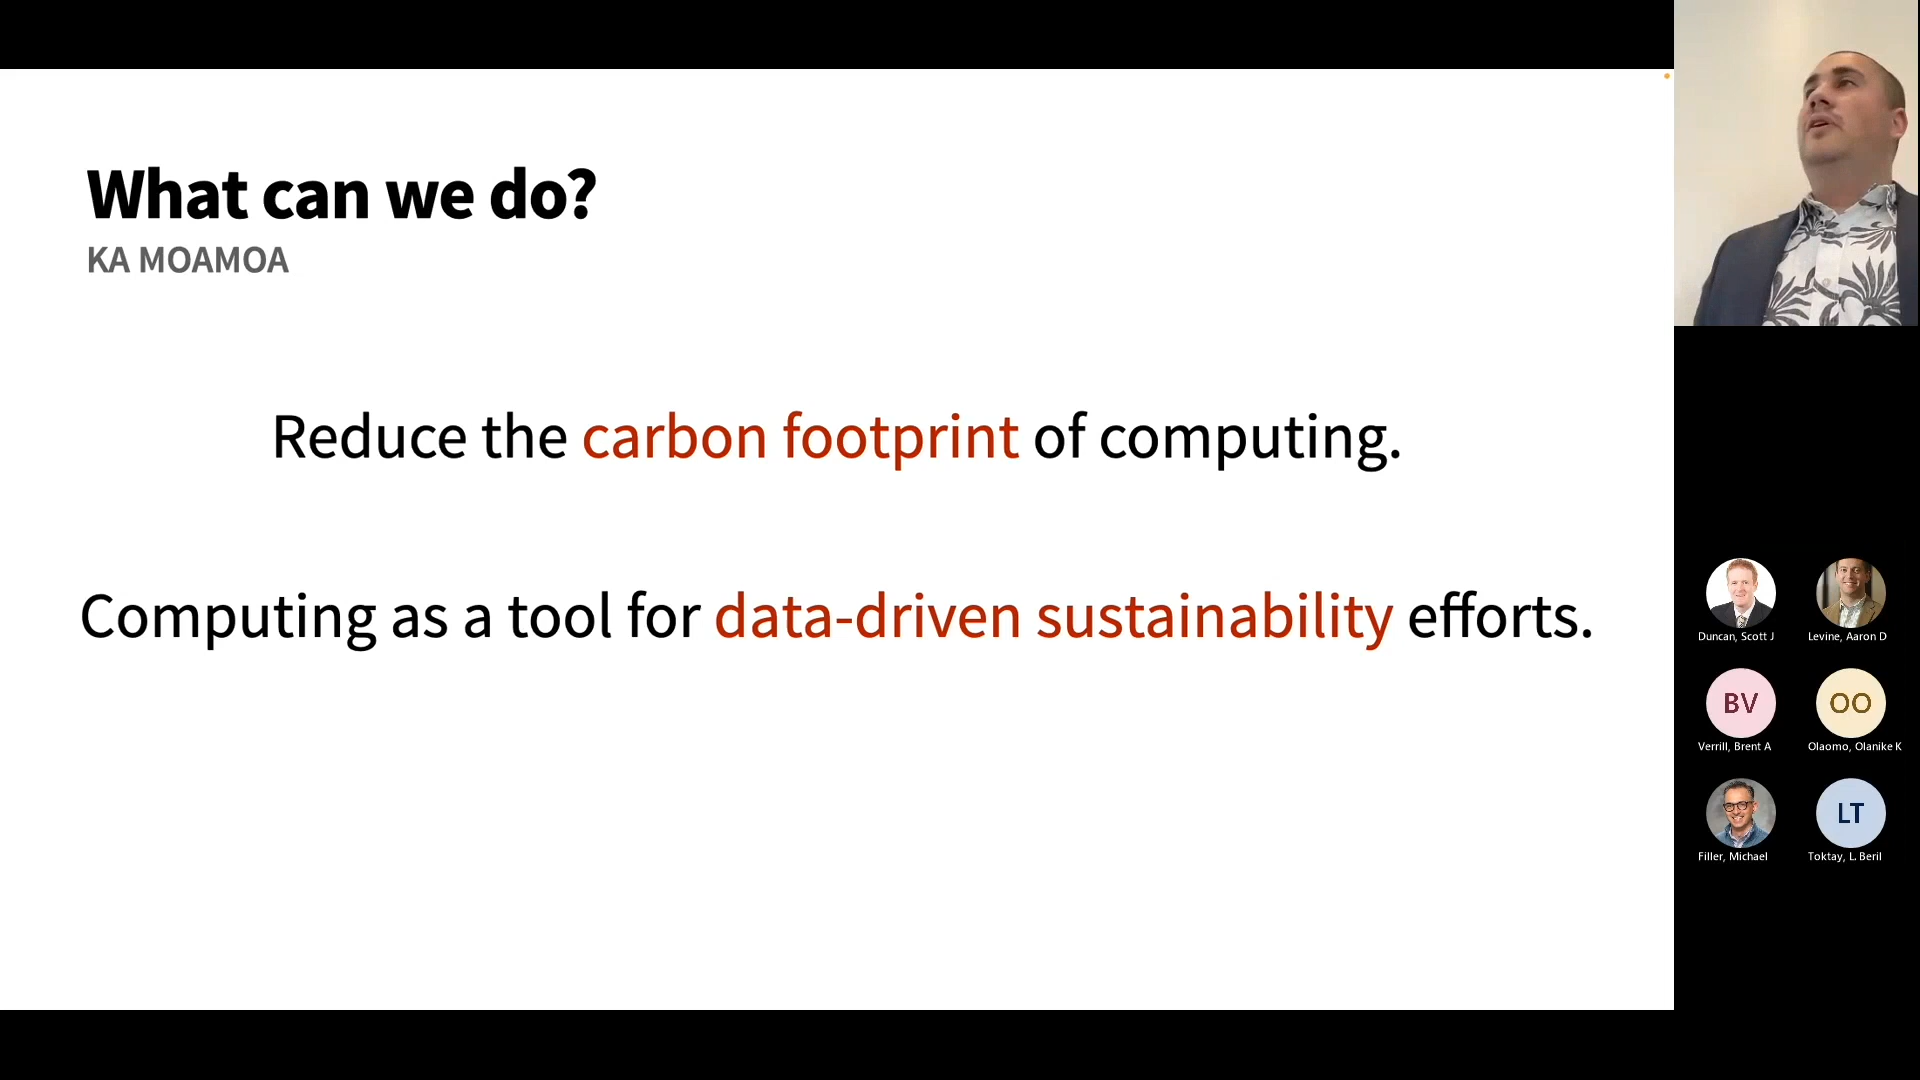 What can we do?
KA MOAMOA
Reduce the carbon footprint of computing.
Computing as a tool for data-driven sustainability efforts.
Duncan, Scott J
Levine, Aaron D
BV
OO
Verrill, Brent A
Olaomo, Olanike K
LT
Filler, Michael
Toktay, L. Beril